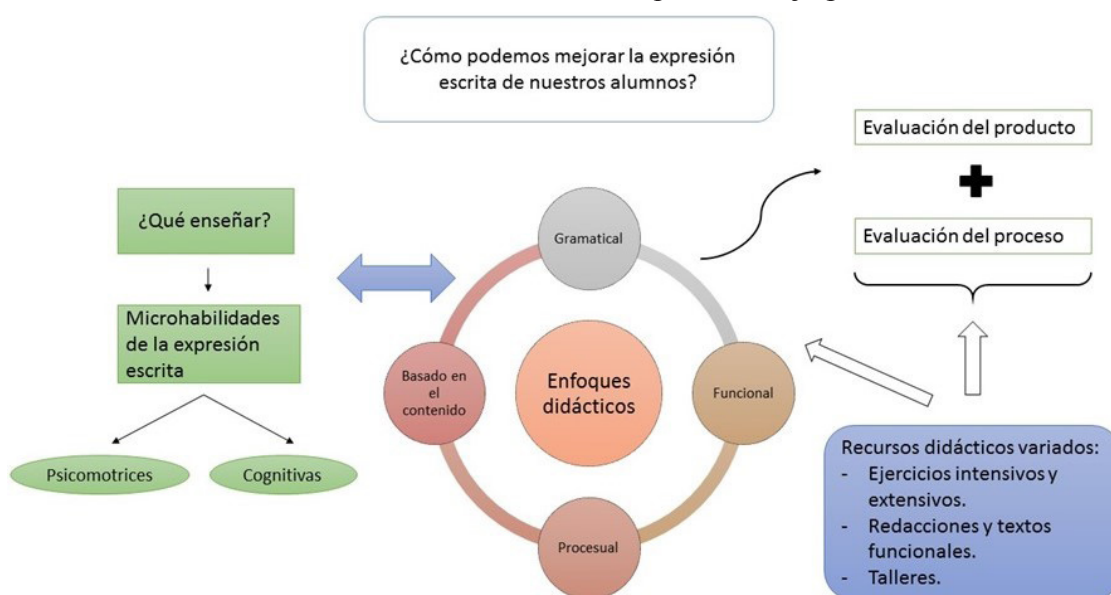 ¿Cómo podemos mejorar la expresión
escrita de nuestros alumnos?
Evaluación del producto
Evaluación del proceso
¿Qué enseñar?
Microhabilidades
de la expresión
escrita
Psicomotrices
Cognitivas
Gramatical
Basado en
el
contenido
Enfoques
didácticos
Funcional
Procesual
Recursos didácticos variados:
- Ejercicios intensivos y
extensivos.
- Redacciones y textos
funcionales.
- Talleres.